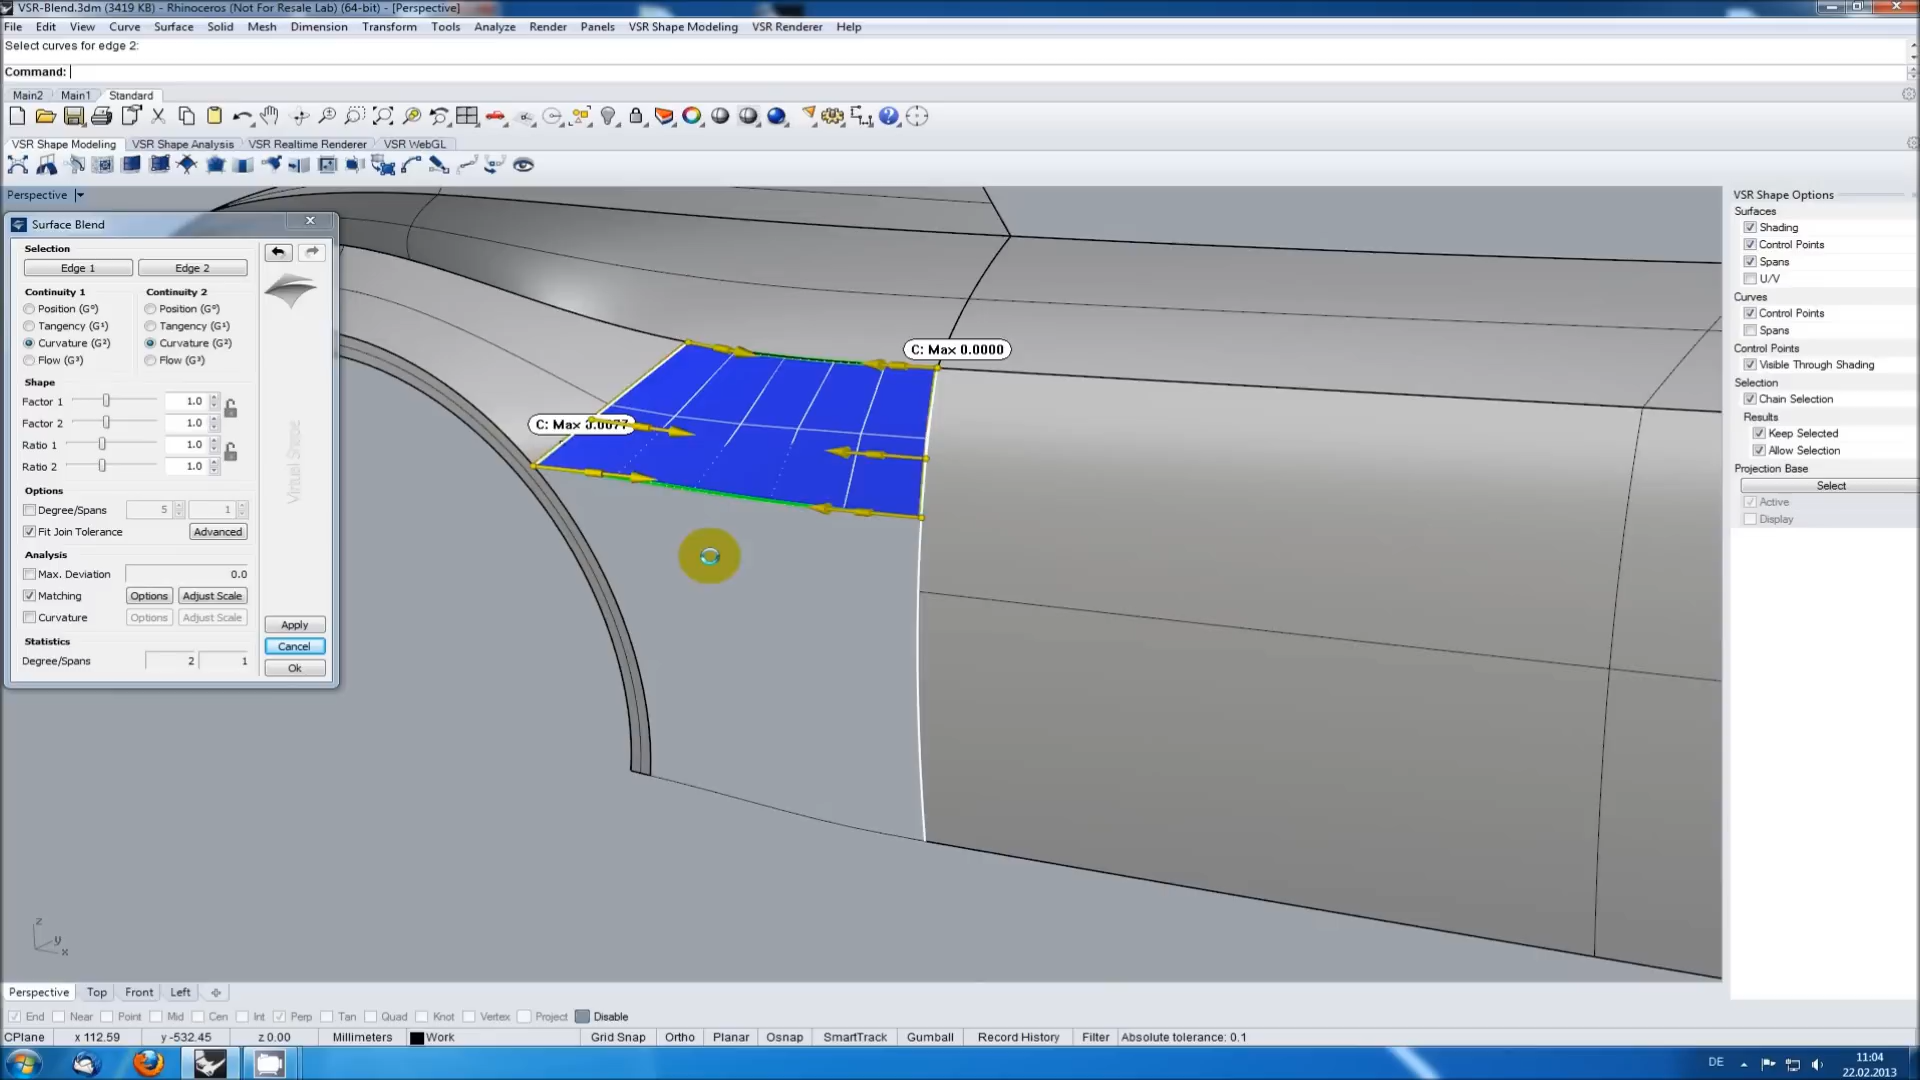 VSR-Blend.3dm (3419 KB) - Rhinoceros (Not For Resale Lab) (64-bit) - [Perspective]
File Edit View Curve Surface Solid Mesh Dimension Transform Tools Analyze Render Panels VSR Shape Modeling VSR Renderer Help
Select curves for edge 2:
Command:
Main2 Main1 Standard
VSR Shape Modeling VSR Shape Analysis VSR Realtime Renderer VSR WebGL
Perspective
Surface Blend
Selection
Edge 1 Edge 2
Continuity 1 Continuity 2
Position (G⁰) Position (G⁰)
Tangency (G¹) Tangency (G¹)
Curvature (G²) Curvature (G²)
Flow (G³) Flow (G³)
Shape
Factor 1 1.0
Factor 2 1.0
Ratio 1 1.0
Ratio 2 1.0
Virtual Shape
Options
Degree/Spans 5 1
Fit Join Tolerance Advanced
Analysis
Max. Deviation 0.0
Matching Options Adjust Scale
Curvature Options Adjust Scale
Statistics
Degree/Spans 2 1
Apply
Cancel
Ok
C: Max 0.0000
C: Max 0.0077
VSR Shape Options
Surfaces
Shading
Control Points
Spans
U/V
Curves
Control Points
Spans
Control Points
Visible Through Shading
Selection
Chain Selection
Results
Keep Selected
Allow Selection
Projection Base
Select
Active
Display
z
y
x
Perspective Top Front Left
End Near Point Mid Cen Int Perp Tan Quad Knot Vertex Project Disable
CPlane x 112.59 y -532.45 z 0.00 Millimeters Work Grid Snap Ortho Planar Osnap SmartTrack Gumball Record History Filter Absolute tolerance: 0.1
DE 11:04
22.02.2013